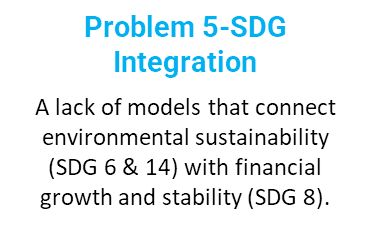 Problem 5-SDG
Integration
A lack of models that connect
environmental sustainability
(SDG 6 & 14) with financial
growth and stability (SDG 8).